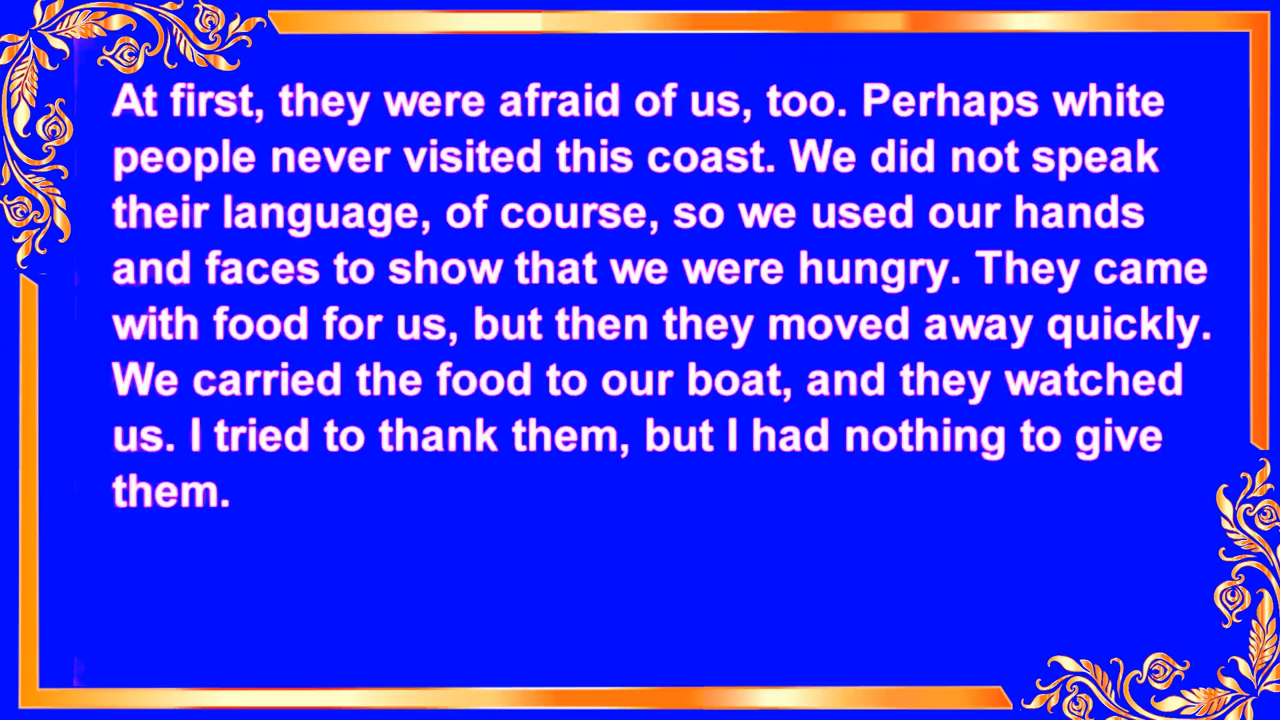 At first, they were afraid of us, too. Perhaps white
people never visited this coast. We did not speak
their language, of course, so we used our hands
and faces to show that we were hungry. They came
with food for us, but then they moved away quickly.
We carried the food to our boat, and they watched
us. I tried to thank them, but I had nothing to give
them.